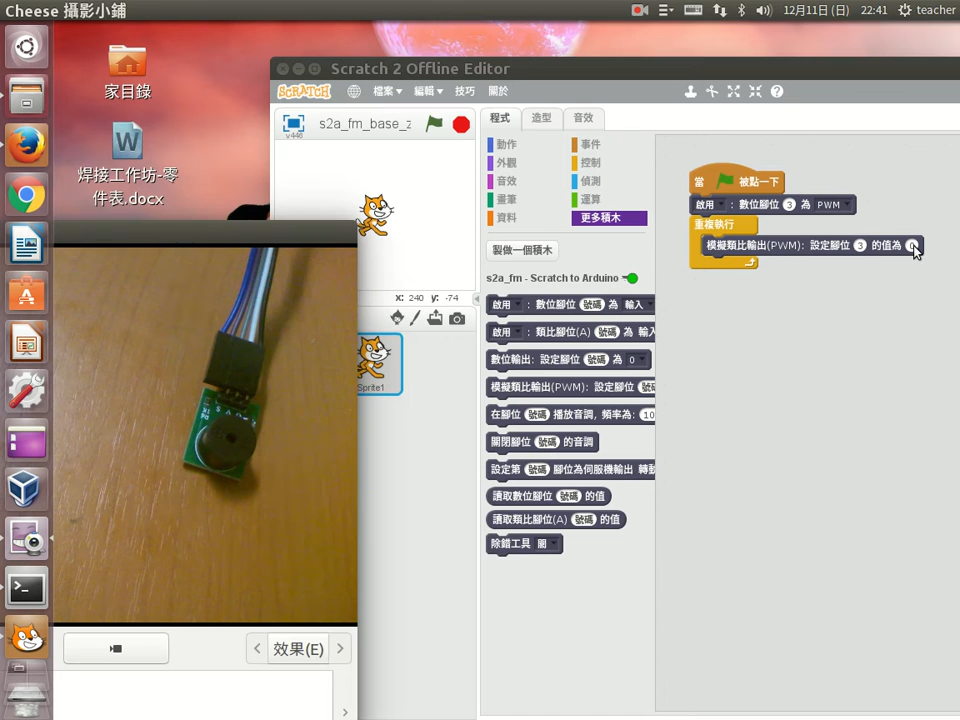 Cheese 攝影小鋪
12月11日 (日) 22:41 teacher
家目錄
焊接工作坊-零
件表.docx
Scratch 2 Offline Editor
SCRATCH 檔案 編輯 技巧 關於
v446
s2a_fm_base_z
程式 造型 音效
動作 事件
外觀 控制
音效 偵測
畫筆 運算
資料 更多積木
製做一個積木
s2a_fm - Scratch to Arduino
啟用 : 數位腳位 號碼 為 輸入
啟用 : 類比腳位(A) 號碼 為 輸入
數位輸出: 設定腳位 號碼 為 0
模擬類比輸出(PWM): 設定腳位
在腳位 號碼 播放音調, 頻率為: 10
關閉腳位 號碼 的音調
設定第 號碼 腳位為伺服機輸出 轉動
讀取數位腳位 號碼 的值
讀取類比腳位(A) 號碼 的值
除錯工具 關
當 被點一下
啟用 : 數位腳位 3 為 PWM
重複執行
模擬類比輸出(PWM): 設定腳位 3 的值為
x: 240 y: -74
Sprite1
效果(E)